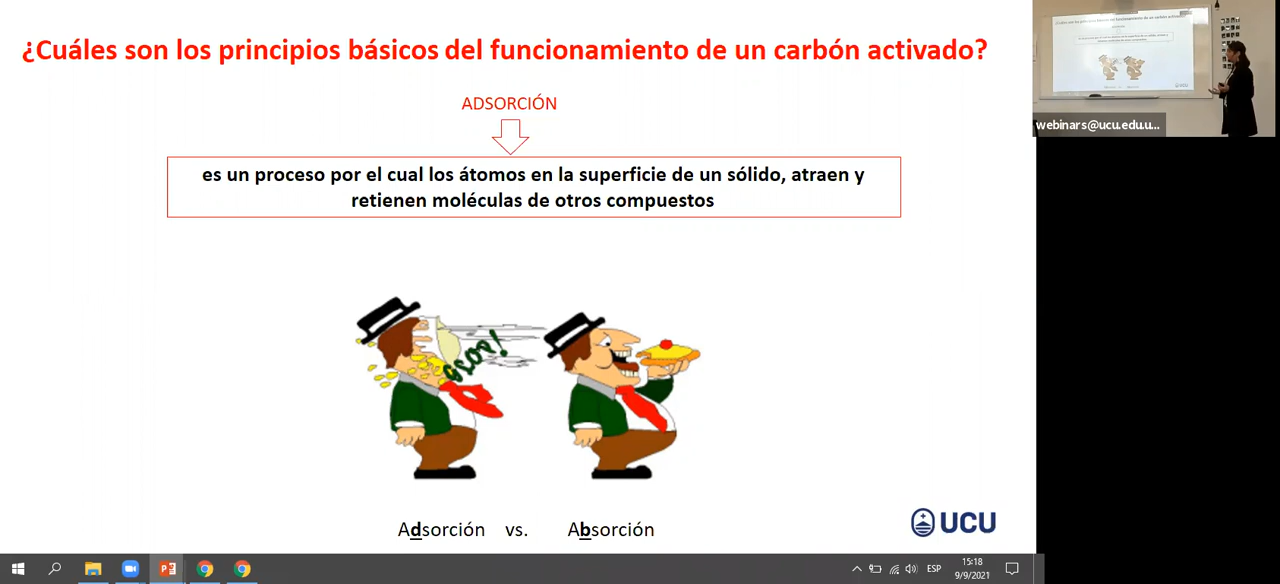 ¿Cuáles son los principios básicos del funcionamiento de un carbón activado?
ADSORCIÓN
es un proceso por el cual los átomos en la superficie de un sólido, atraen y
retienen moléculas de otros compuestos
Adsorción vs. Absorción
UCU
webinars@ucu.edu.u...
ESP
15:18
9/9/2021